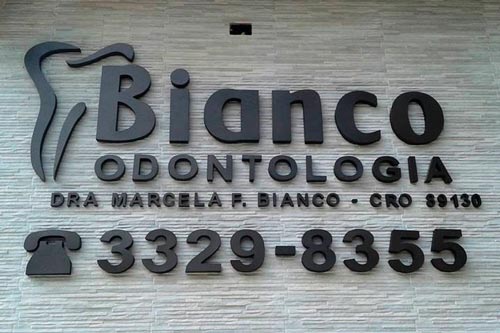 Bianco
ODONTOLOGIA
DRA MARCELA F. BIANCO - CRO 89130
3329-8355